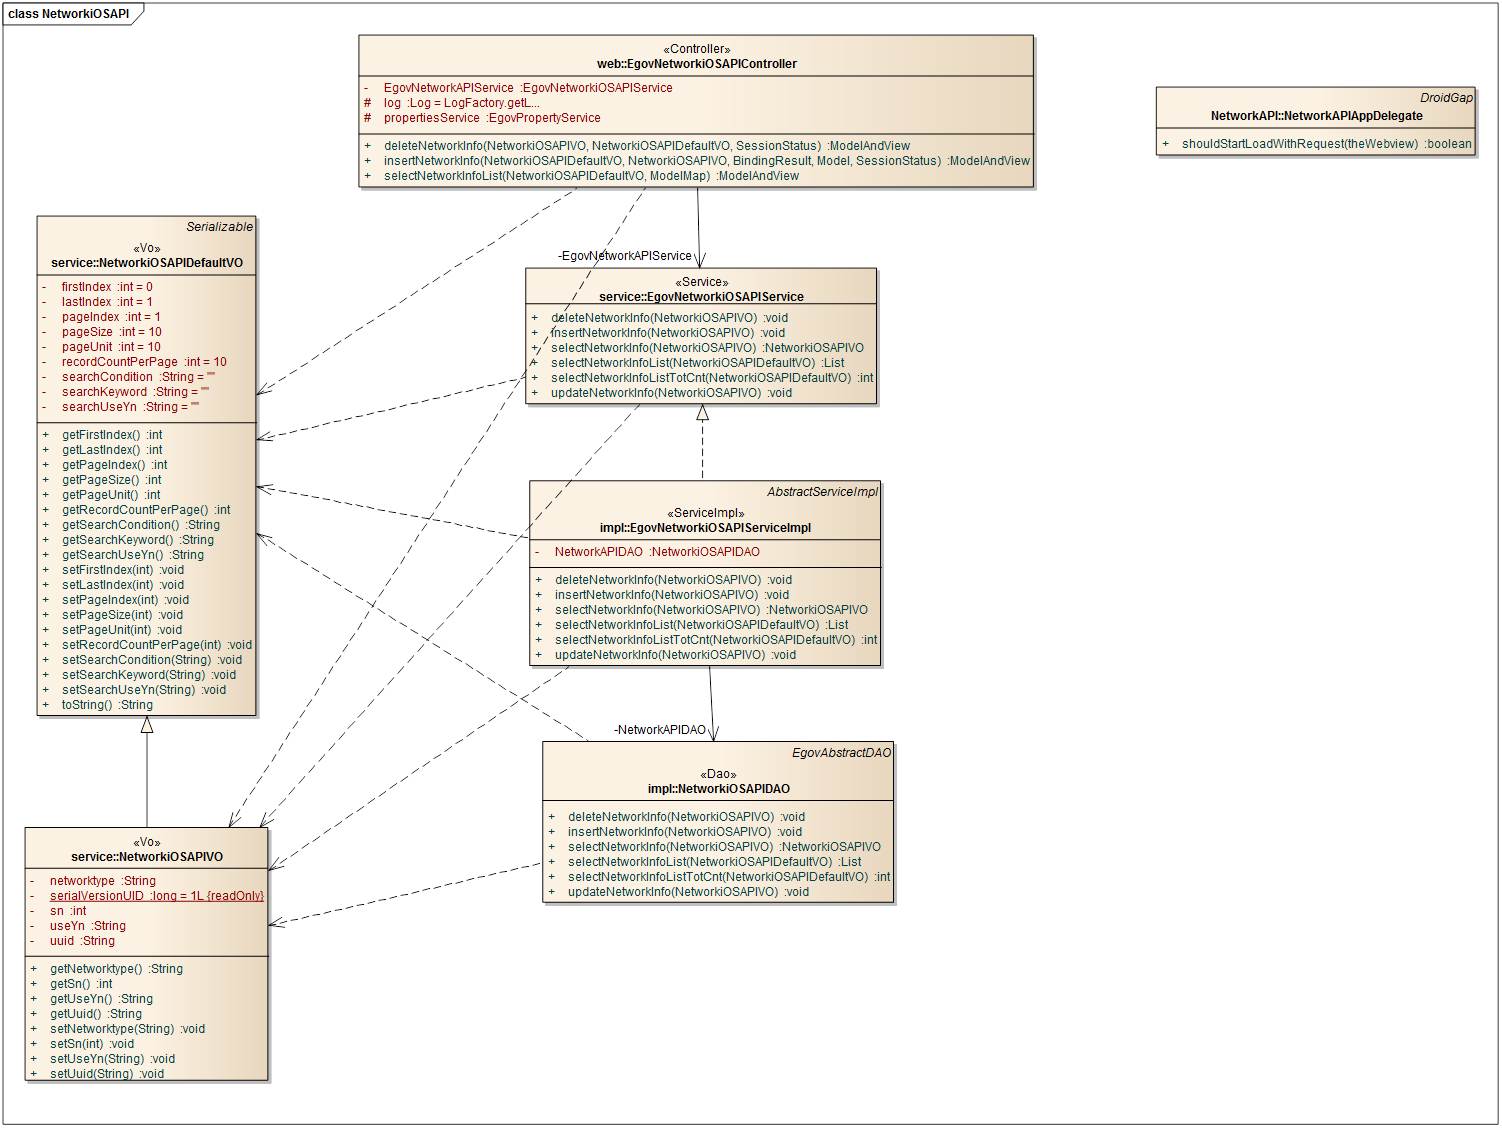 class NetworkiOSAPI
«Controller»
web::EgovNetworkiOSAPIController
- EgovNetworkAPIService :EgovNetworkiOSAPIService
# log :Log = LogFactory.getL...
# propertiesService :EgovPropertyService
+ deleteNetworkInfo(NetworkiOSAPIVO, NetworkiOSAPIDefaultVO, SessionStatus) :ModelAndView
+ insertNetworkInfo(NetworkiOSAPIDefaultVO, NetworkiOSAPIVO, BindingResult, Model, SessionStatus) :ModelAndView
+ selectNetworkInfoList(NetworkiOSAPIDefaultVO, ModelMap) :ModelAndView
DroidGap
NetworkAPI::NetworkAPIAppDelegate
+ shouldStartLoadWithRequest(theWebview) :boolean
Serializable
«Vo»
service::NetworkiOSAPIDefaultVO
- firstIndex :int = 0
- lastIndex :int = 1
- pageIndex :int = 1
- pageSize :int = 10
- pageUnit :int = 10
- recordCountPerPage :int = 10
- searchCondition :String = ""
- searchKeyword :String = ""
- searchUseYn :String = ""
+ getFirstIndex() :int
+ getLastIndex() :int
+ getPageIndex() :int
+ getPageSize() :int
+ getPageUnit() :int
+ getRecordCountPerPage() :int
+ getSearchCondition() :String
+ getSearchKeyword() :String
+ getSearchUseYn() :String
+ setFirstIndex(int) :void
+ setLastIndex(int) :void
+ setPageIndex(int) :void
+ setPageSize(int) :void
+ setPageUnit(int) :void
+ setRecordCountPerPage(int) :void
+ setSearchCondition(String) :void
+ setSearchKeyword(String) :void
+ setSearchUseYn(String) :void
+ toString() :String
-EgovNetworkAPIService
«Service»
service::EgovNetworkiOSAPIService
+ deleteNetworkInfo(NetworkiOSAPIVO) :void
+ insertNetworkInfo(NetworkiOSAPIVO) :void
+ selectNetworkInfo(NetworkiOSAPIVO) :NetworkiOSAPIVO
+ selectNetworkInfoList(NetworkiOSAPIDefaultVO) :List
+ selectNetworkInfoListTotCnt(NetworkiOSAPIDefaultVO) :int
+ updateNetworkInfo(NetworkiOSAPIVO) :void
AbstractServiceImpl
«ServiceImpl»
impl::EgovNetworkiOSAPIServiceImpl
- NetworkAPIDAO :NetworkiOSAPIDAO
+ deleteNetworkInfo(NetworkiOSAPIVO) :void
+ insertNetworkInfo(NetworkiOSAPIVO) :void
+ selectNetworkInfo(NetworkiOSAPIVO) :NetworkiOSAPIVO
+ selectNetworkInfoList(NetworkiOSAPIDefaultVO) :List
+ selectNetworkInfoListTotCnt(NetworkiOSAPIDefaultVO) :int
+ updateNetworkInfo(NetworkiOSAPIVO) :void
-NetworkAPIDAO
EgovAbstractDAO
«Dao»
impl::NetworkiOSAPIDAO
+ deleteNetworkInfo(NetworkiOSAPIVO) :void
+ insertNetworkInfo(NetworkiOSAPIVO) :void
+ selectNetworkInfo(NetworkiOSAPIVO) :NetworkiOSAPIVO
+ selectNetworkInfoList(NetworkiOSAPIDefaultVO) :List
+ selectNetworkInfoListTotCnt(NetworkiOSAPIDefaultVO) :int
+ updateNetworkInfo(NetworkiOSAPIVO) :void
«Vo»
service::NetworkiOSAPIVO
- networktype :String
- serialVersionUID :long = 1L {readOnly}
- sn :int
- useYn :String
- uuid :String
+ getNetworktype() :String
+ getSn() :int
+ getUseYn() :String
+ getUuid() :String
+ setNetworktype(String) :void
+ setSn(int) :void
+ setUseYn(String) :void
+ setUuid(String) :void